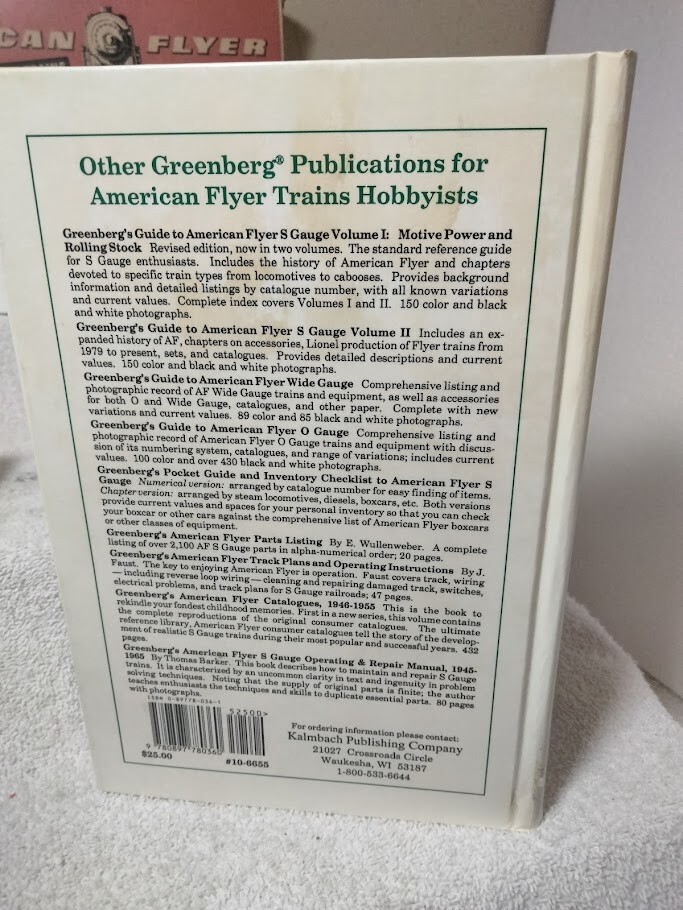 CAN FLYER
Other Greenberg® Publications for
American Flyer Trains Hobbyists
Greenberg's Guide to American Flyer S Gauge Volume I: Motive Power and
Rolling Stock Revised edition, now in two volumes. The standard reference guide
for S Gauge enthusiasts. Includes the history of American Flyer and chapters
devoted to specific train types from locomotives to cabooses. Provides background
information and detailed listings by catalogue number, with all known variations
and current values. Complete index covers Volumes I and II. 150 color and black
and white photographs.
Greenberg's Guide to American Flyer S Gauge Volume II Includes an ex-
panded history of AF, chapters on accessories, Lionel production of Flyer trains from
1979 to present, sets, and catalogues. Provides detailed descriptions and current
values. 150 color and black and white photographs.
Greenberg's Guide to American Flyer Wide Gauge Comprehensive listing and
photographic record of AF Wide Gauge trains and equipment, as well as accessories
for both O and Wide Gauge, catalogues, and other paper. Complete with new
variations and current values. 89 color and 85 black and white photographs.
Greenberg's Guide to American Flyer O Gauge Comprehensive listing and
photographic record of American Flyer O Gauge trains and equipment with discus-
sion of its numbering system, catalogues, and range of variations; includes current
values. 100 color and over 430 black and white photographs.
Greenberg's Pocket Guide and Inventory Checklist to American Flyer S
Gauge Numerical version: arranged by catalogue number for easy finding of items.
Chapter version: arranged by steam locomotives, diesels, boxcars, etc. Both versions
provide current values and spaces for your personal inventory so that you can check
your boxcar or other cars against the comprehensive list of American Flyer boxcars
or other classes of equipment.
Greenberg's American Flyer Parts Listing By E. Wullenweber. A complete
listing of over 2,100 AF S Gauge parts in alpha-numerical order; 20 pages.
Greenberg's American Flyer Track Plans and Operating Instructions By J.
Faust. The key to enjoying American Flyer is operation. Faust covers track, wiring
— including reverse loop wiring — cleaning and repairing damaged track, switches,
electrical problems, and track plans for S Gauge railroads; 47 pages.
Greenberg's American Flyer Catalogues, 1946-1955 This is the book to
rekindle your fondest childhood memories. First in a new series, this volume contains
the complete reproductions of the original consumer catalogues. The ultimate
reference library, American Flyer consumer catalogues tell the story of the develop-
ment of realistic S Gauge trains during their most popular and successful years. 432
pages.
Greenberg's American Flyer S Gauge Operating & Repair Manual, 1945-
1965 By Thomas Barker. This book describes how to maintain and repair S Gauge
trains. It is characterized by an uncommon clarity in text and ingenuity in problem
solving techniques. Noting that the supply of original parts is finite; the author
teaches enthusiasts the techniques and skills to duplicate essential parts. 80 pages
with photographs.
ISBN 0-89778-036-1
52500>
9 780897 780360
$25.00
#10-6655
For ordering information please contact:
Kalmbach Publishing Company
21027 Crossroads Circle
Waukesha, WI 53187
1-800-533-6644